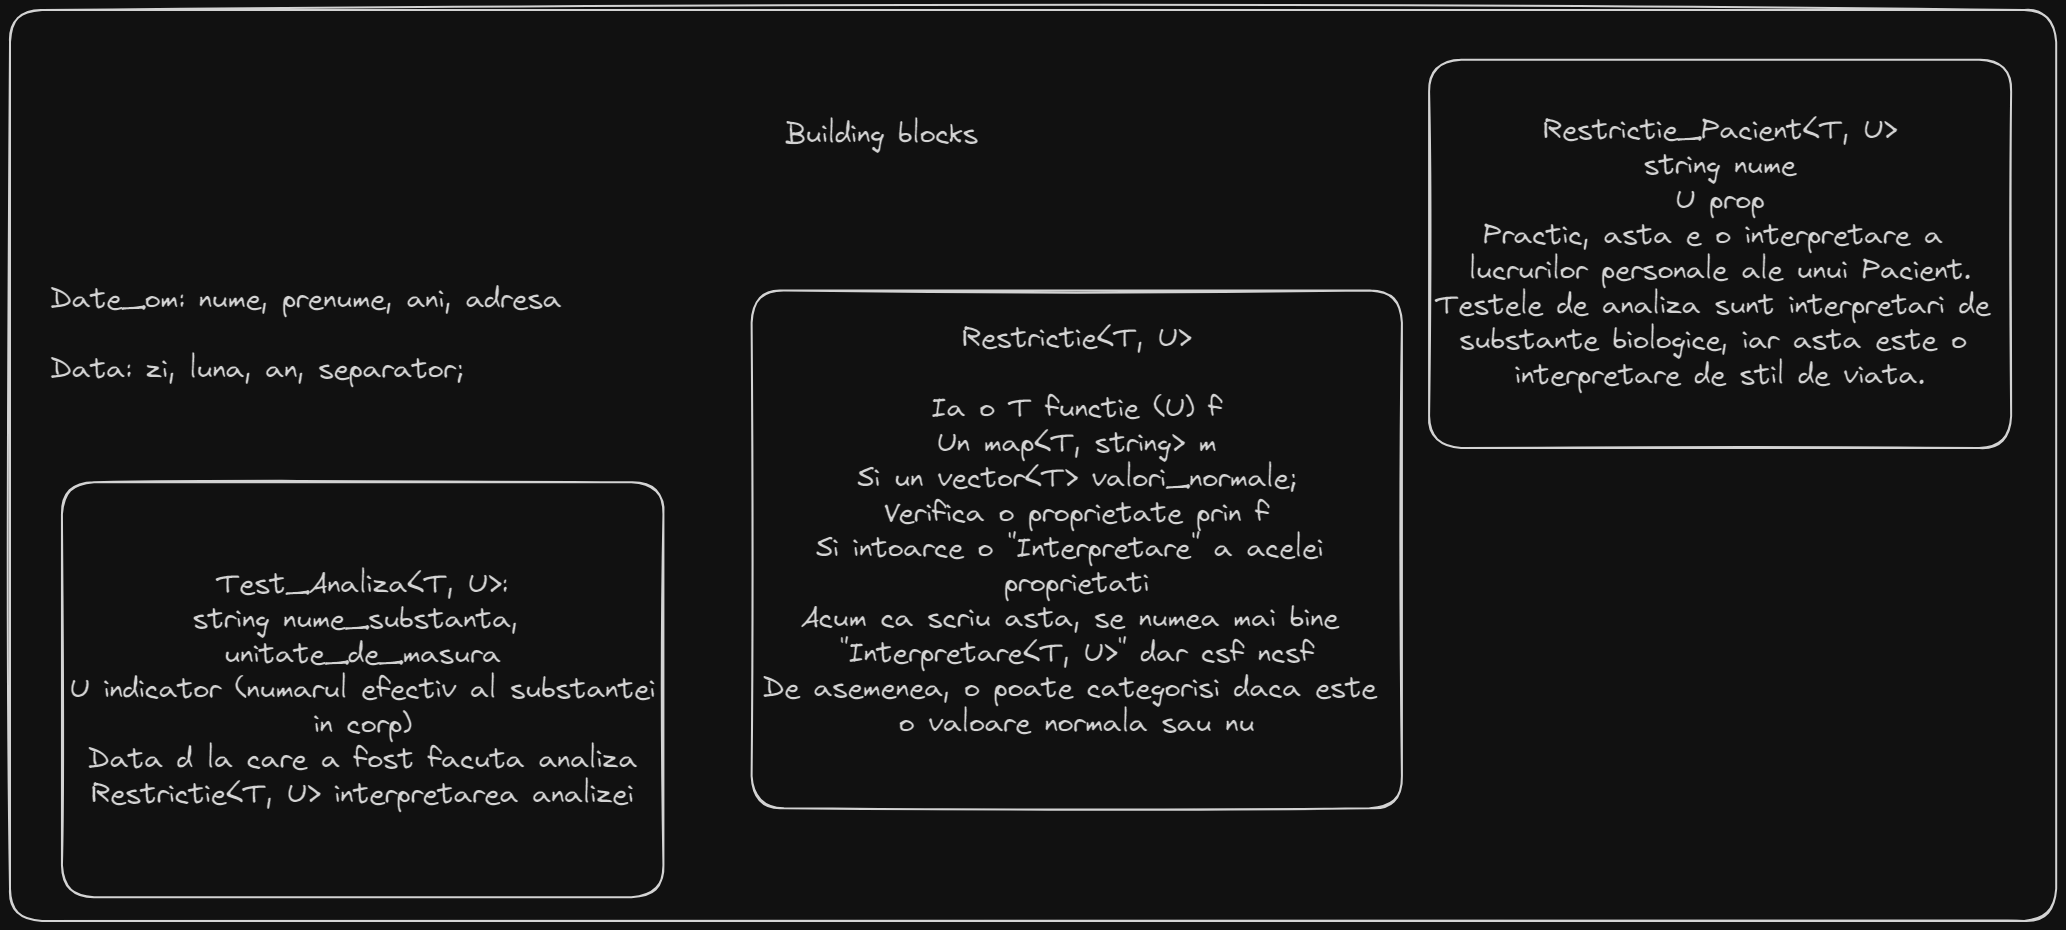 Building blocks
Date_om: nume, prenume, ani, adresa
Data: zi, luna, an, separator;
Test_Analiza<T, U>:
string nume_substanta,
unitate_de_masura
U indicator (numarul efectiv al substantei
in corp)
Data d la care a fost facuta analiza
Restrictie<T, U> interpretarea analizei
Restrictie<T, U>
Ia o T functie (U) f
Un map<T, string> m
Si un vector<T> valori_normale;
Verifica o proprietate prin f
Si intoarce o "Interpretare" a acelei
proprietati
Acum ca scriu asta, se numea mai bine
"Interpretare<T, U>" dar csf ncsf
De asemenea, o poate categorisi daca este
o valoare normala sau nu
Restrictie_Pacient<T, U>
string nume
U prop
Practic, asta e o interpretare a
lucrurilor personale ale unui Pacient.
Testele de analiza sunt interpretari de
substante biologice, iar asta este o
interpretare de stil de viata.